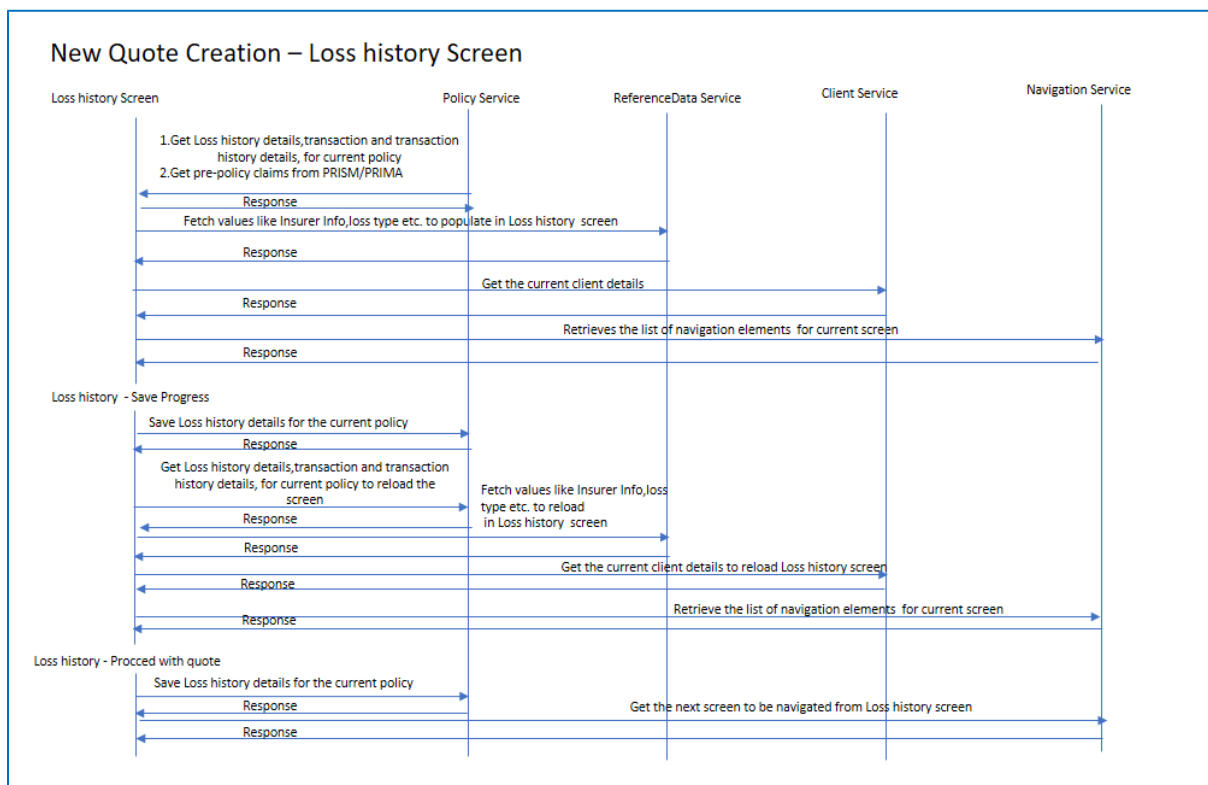 New Quote Creation – Loss history Screen
Loss history Screen
Policy Service
ReferenceData Service
Client Service
Navigation Service
1.Get Loss history details,transaction and transaction
history details, for current policy
2.Get pre-policy claims from PRISM/PRIMA
Response
Fetch values like Insurer Info,loss type etc. to populate in Loss history screen
Response
Get the current client details
Response
Retrieves the list of navigation elements for current screen
Response
Loss history - Save Progress
Save Loss history details for the current policy
Response
Get Loss history details,transaction and transaction
history details, for current policy to reload the
screen
Fetch values like Insurer Info,loss
type etc. to reload
in Loss history screen
Response
Response
Get the current client details to reload Loss history screen
Response
Retrieve the list of navigation elements for current screen
Response
Loss history - Procced with quote
Save Loss history details for the current policy
Response
Get the next screen to be navigated from Loss history screen
Response